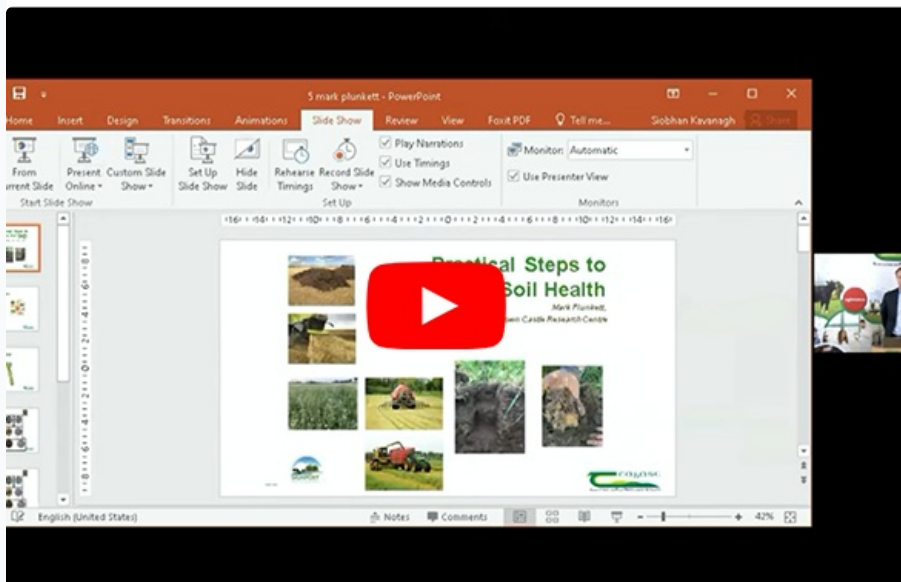 5 mark plunkett - PowerPoint
Home Insert Design Transitions Animations Slide Show Review View Foxit PDF Tell me... Siobhan Kavanagh Share
From
Current Slide
Present
Online
Custom Slide
Show
Set Up
Slide Show
Hide
Slide
Rehearse
Timings
Record Slide
Show
Play Narrations
Use Timings
Show Media Controls
Monitor: Automatic
Use Presenter View
Start Slide Show
Set Up
Monitors
Practical Steps to
Soil Health
Mark Plunkett,
Castle Research Centre
SIGNPOST
teagasc
English (United States)
Notes Comments 42%